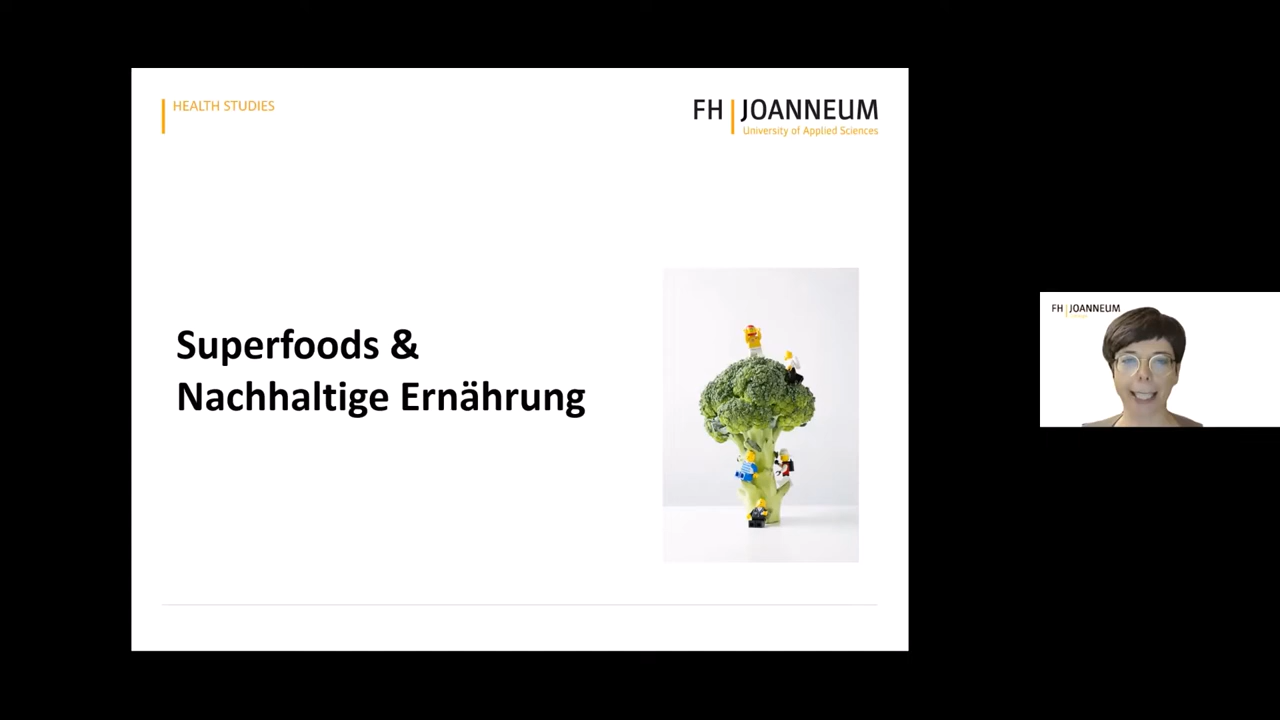 HEALTH STUDIES
FH | JOANNEUM
University of Applied Sciences
Superfoods &
Nachhaltige Ernährung
FH | JOANNEUM